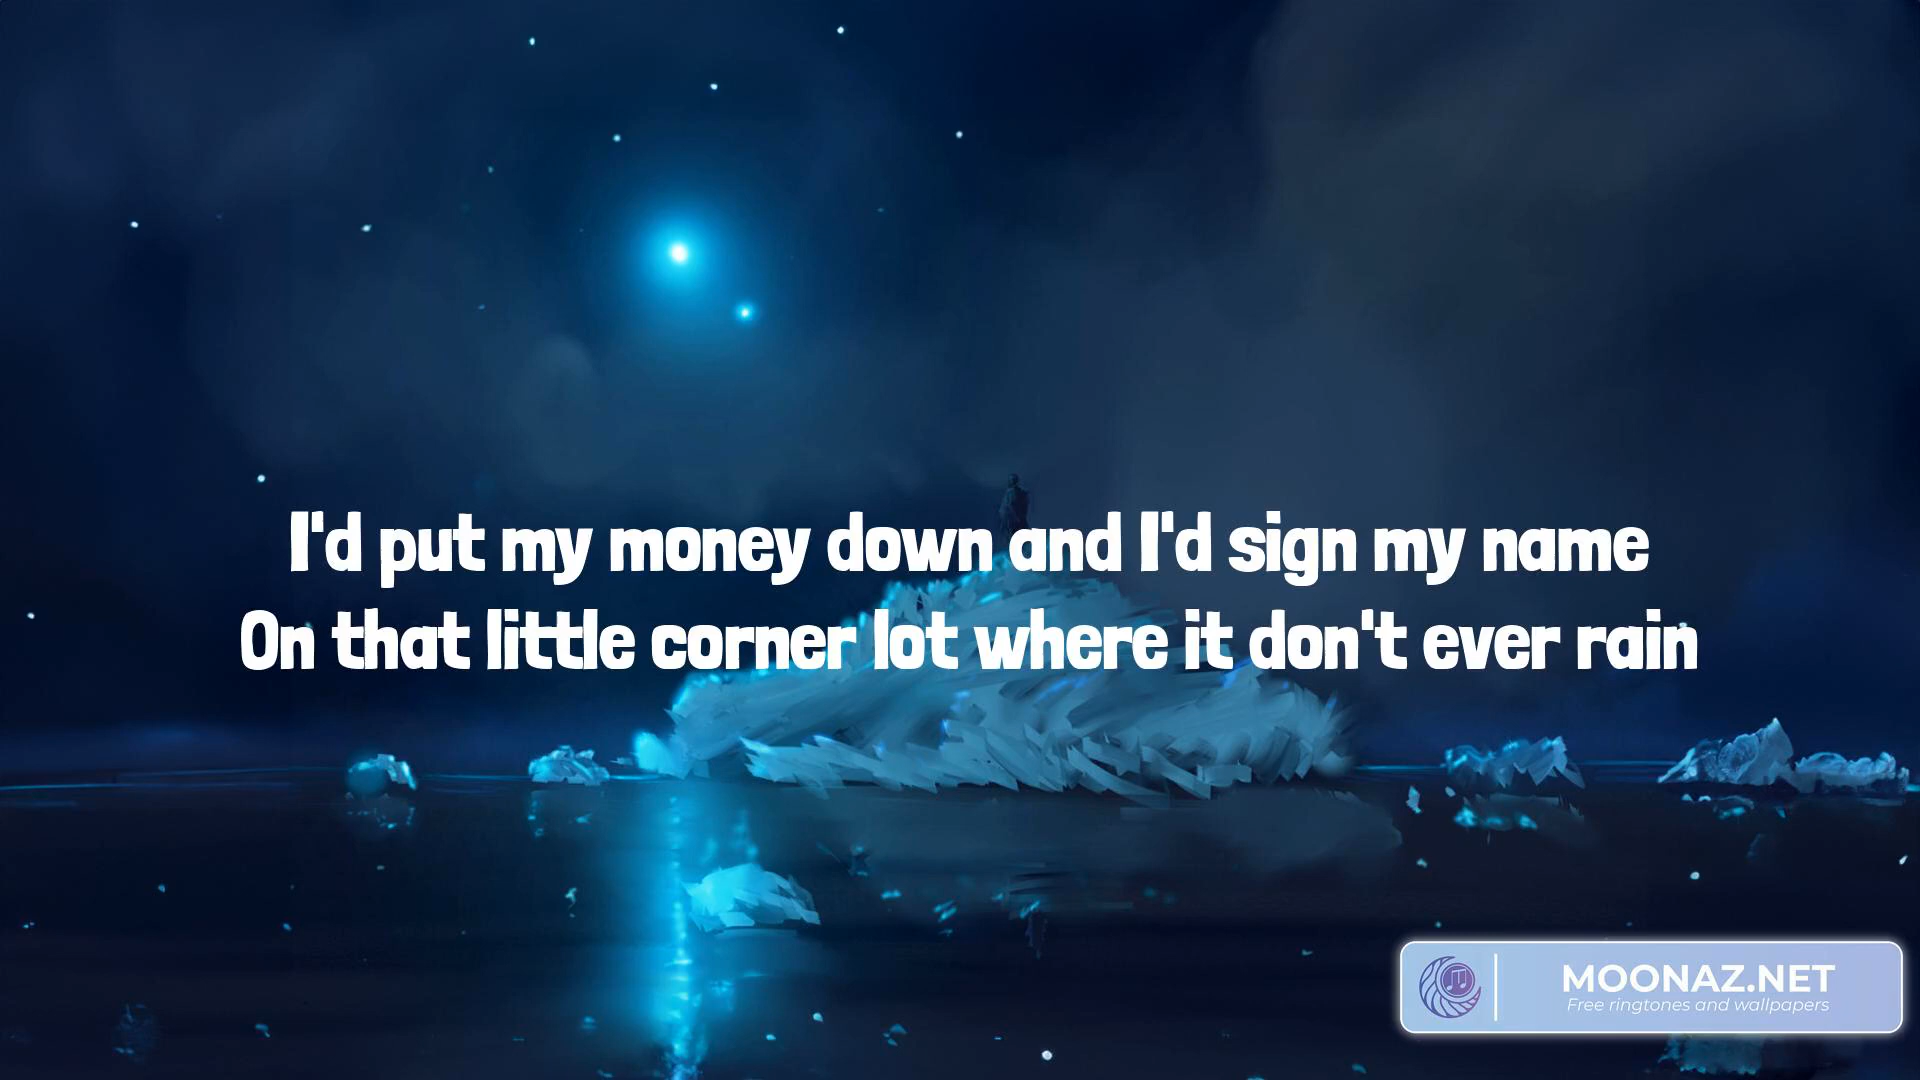 I'd put my money down and I'd sign my name
On that little corner lot where it don't ever rain
MOONAZ.NET
Free ringtones and wallpapers